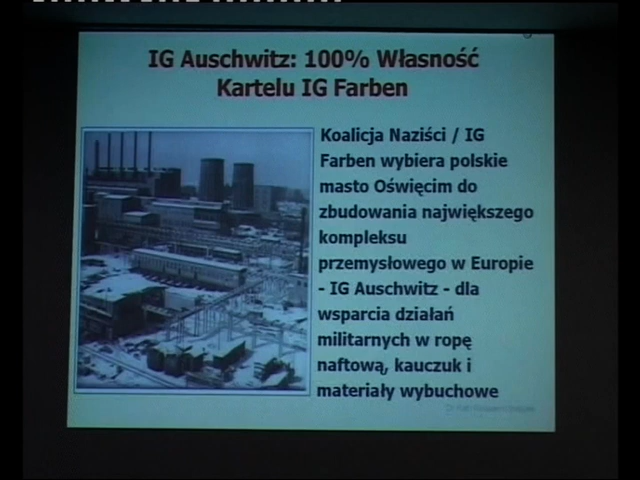 IG Auschwitz: 100% Własność
Kartelu IG Farben
Koalicja Naziści / IG
Farben wybiera polskie
masto Oświęcim do
zbudowania największego
kompleksu
przemysłowego w Europie
- IG Auschwitz - dla
wsparcia działań
militarnych w ropę
naftową, kauczuk i
materiały wybuchowe